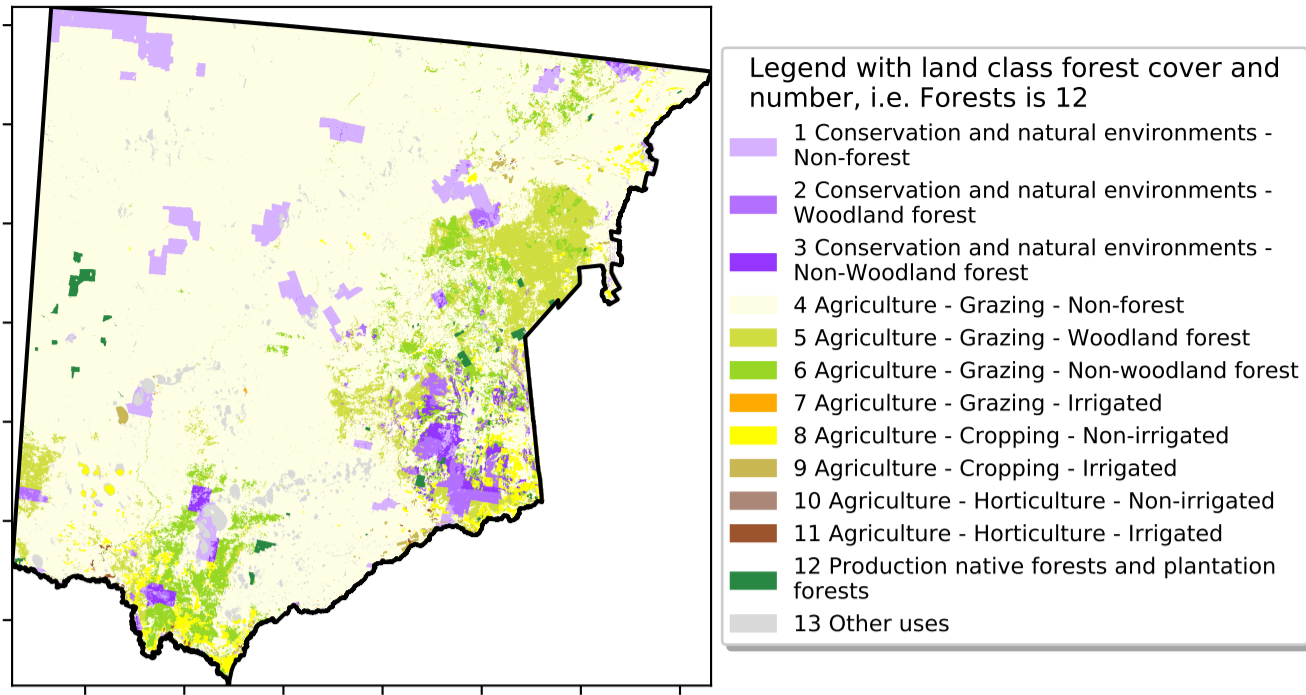 Legend with land class forest cover and
number, i.e. Forests is 12
1 Conservation and natural environments -
Non-forest
2 Conservation and natural environments -
Woodland forest
3 Conservation and natural environments -
Non-Woodland forest
4 Agriculture - Grazing - Non-forest
5 Agriculture - Grazing - Woodland forest
6 Agriculture - Grazing - Non-woodland forest
7 Agriculture - Grazing - Irrigated
8 Agriculture - Cropping - Non-irrigated
9 Agriculture - Cropping - Irrigated
10 Agriculture - Horticulture - Non-irrigated
11 Agriculture - Horticulture - Irrigated
12 Production native forests and plantation
forests
13 Other uses